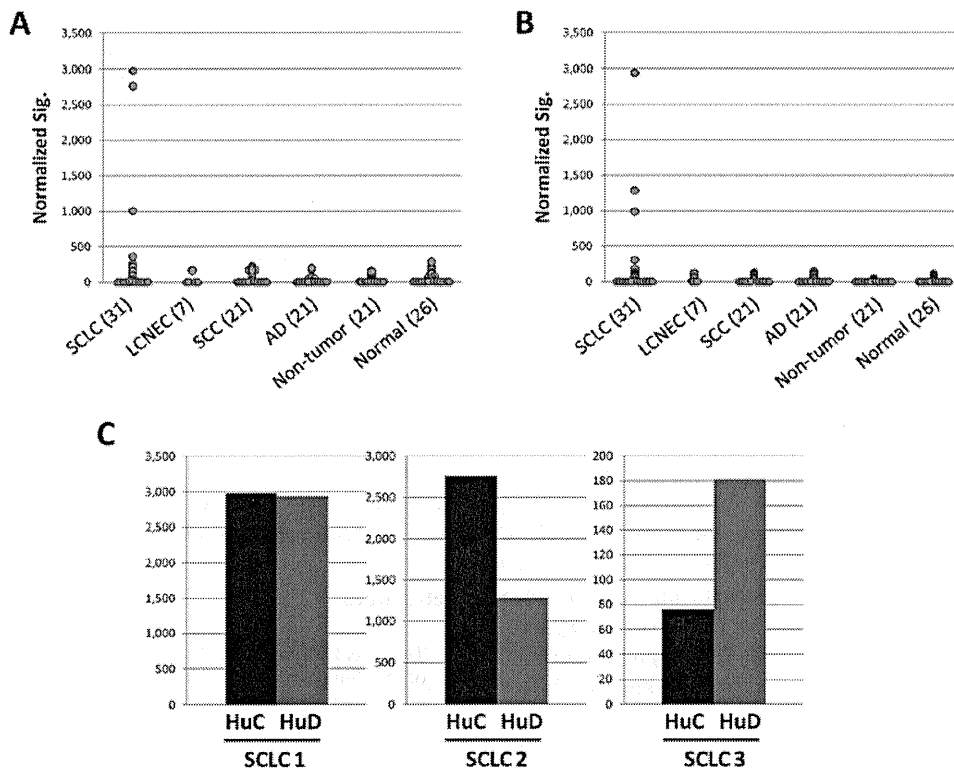 A
Normalized Sig.
3,500
3,000
2,500
2,000
1,500
1,000
500
0
SCLC (31)
LCNEC (7)
SCC (21)
AD (21)
Non-tumor (21)
Normal (26)
B
Normalized Sig.
3,500
3,000
2,500
2,000
1,500
1,000
500
0
SCLC (31)
LCNEC (7)
SCC (21)
AD (21)
Non-tumor (21)
Normal (26)
C
3,500
3,000
2,500
2,000
1,500
1,000
500
0
HuC HuD
SCLC 1
3,000
2,500
2,000
1,500
1,000
500
0
HuC HuD
SCLC 2
200
180
160
140
120
100
80
60
40
20
0
HuC HuD
SCLC 3